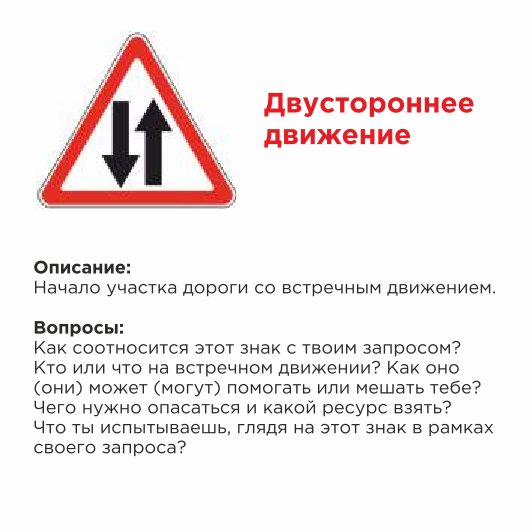 Двустороннее
движение
Описание:
Начало участка дороги со встречным движением.
Вопросы:
Как соотносится этот знак с твоим запросом?
Кто или что на встречном движении? Как оно
(они) может (могут) помогать или мешать тебе?
Чего нужно опасаться и какой ресурс взять?
Что ты испытываешь, глядя на этот знак в рамках
своего запроса?